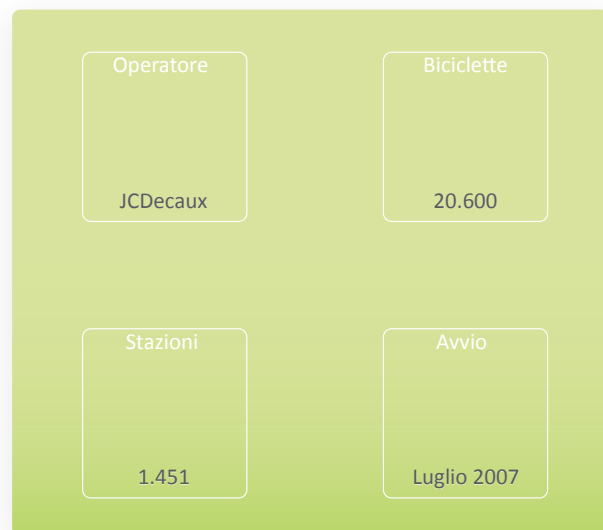 Operatore
JCDecaux
Biciclette
20.600
Stazioni
1.451
Avvio
Luglio 2007